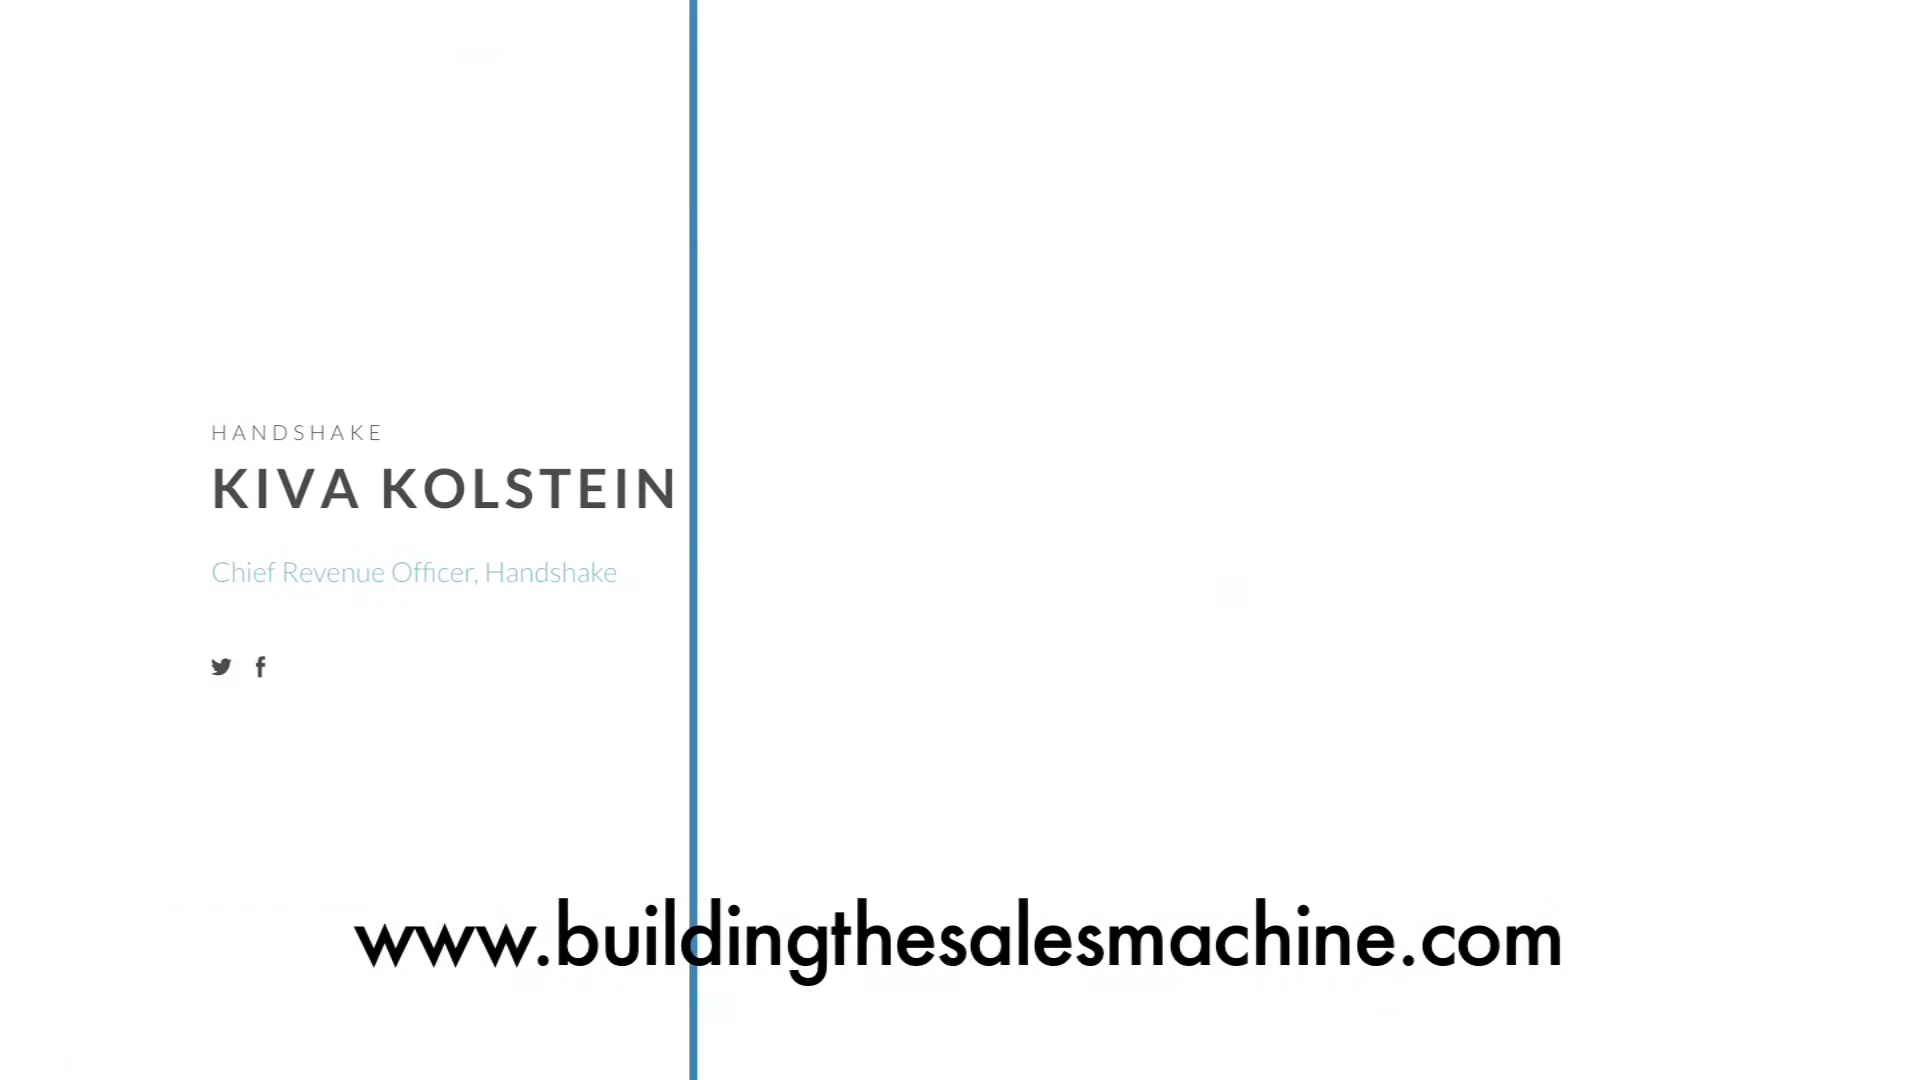 HANDSHAKE
KIVA KOLSTEIN
Chief Revenue Officer, Handshake
www.buildingthesalesmachine.com